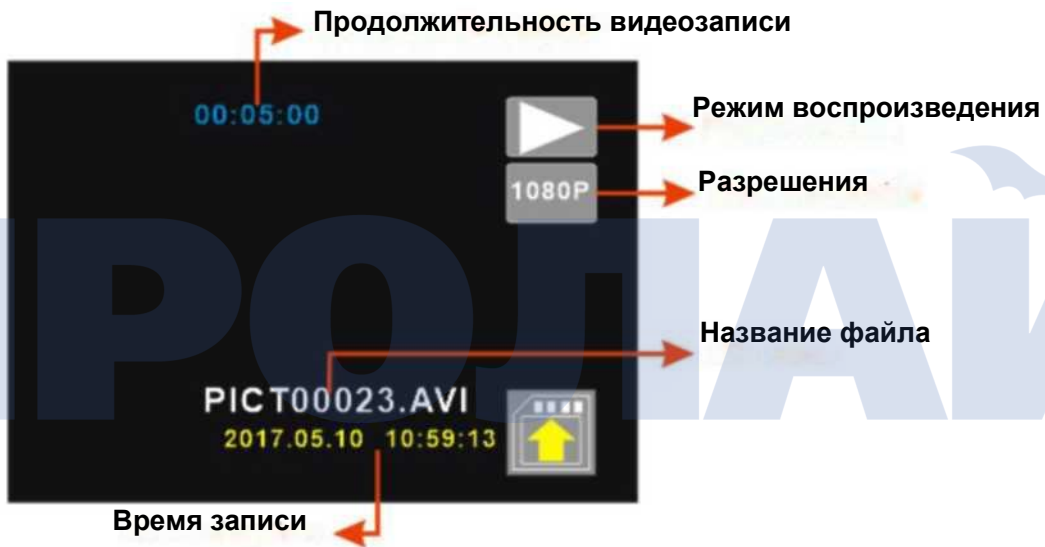 Продолжительность видеозаписи
00:05:00
Режим воспроизведения
1080P
Разрешения
ПРОЛАЙ
Название файла
PICT00023.AVI
2017.05.10 10:59:13
Время записи